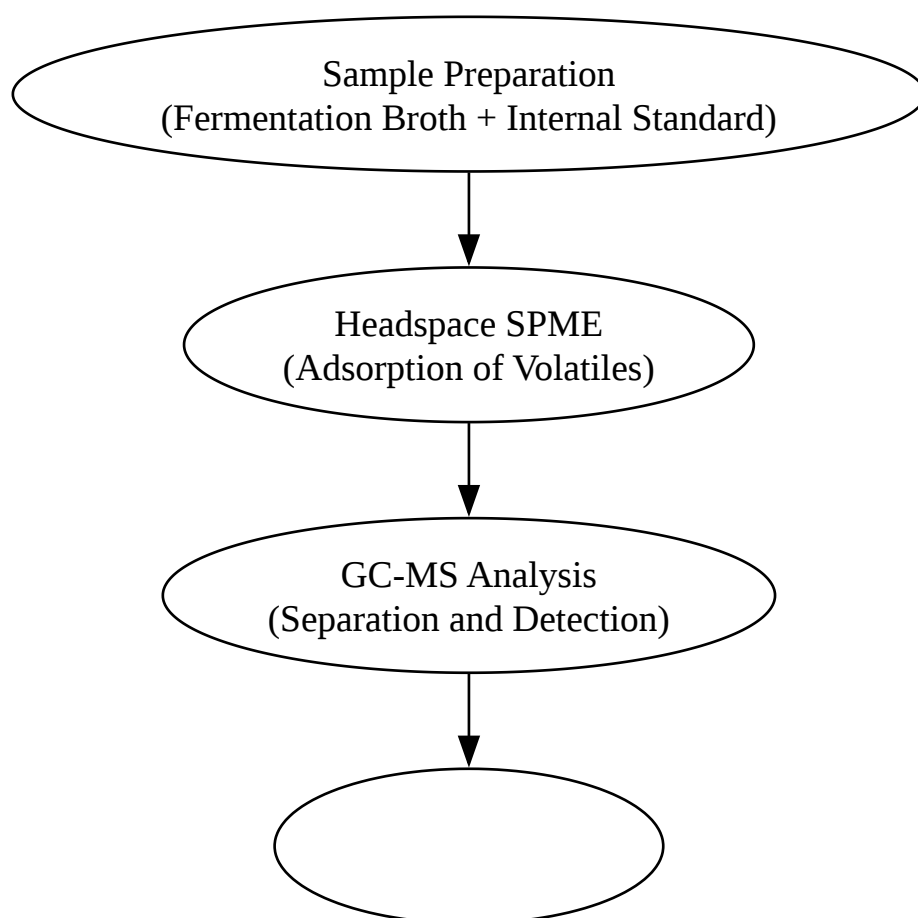 Sample Preparation
(Fermentation Broth + Internal Standard)
Headspace SPME
(Adsorption of Volatiles)
GC-MS Analysis
(Separation and Detection)